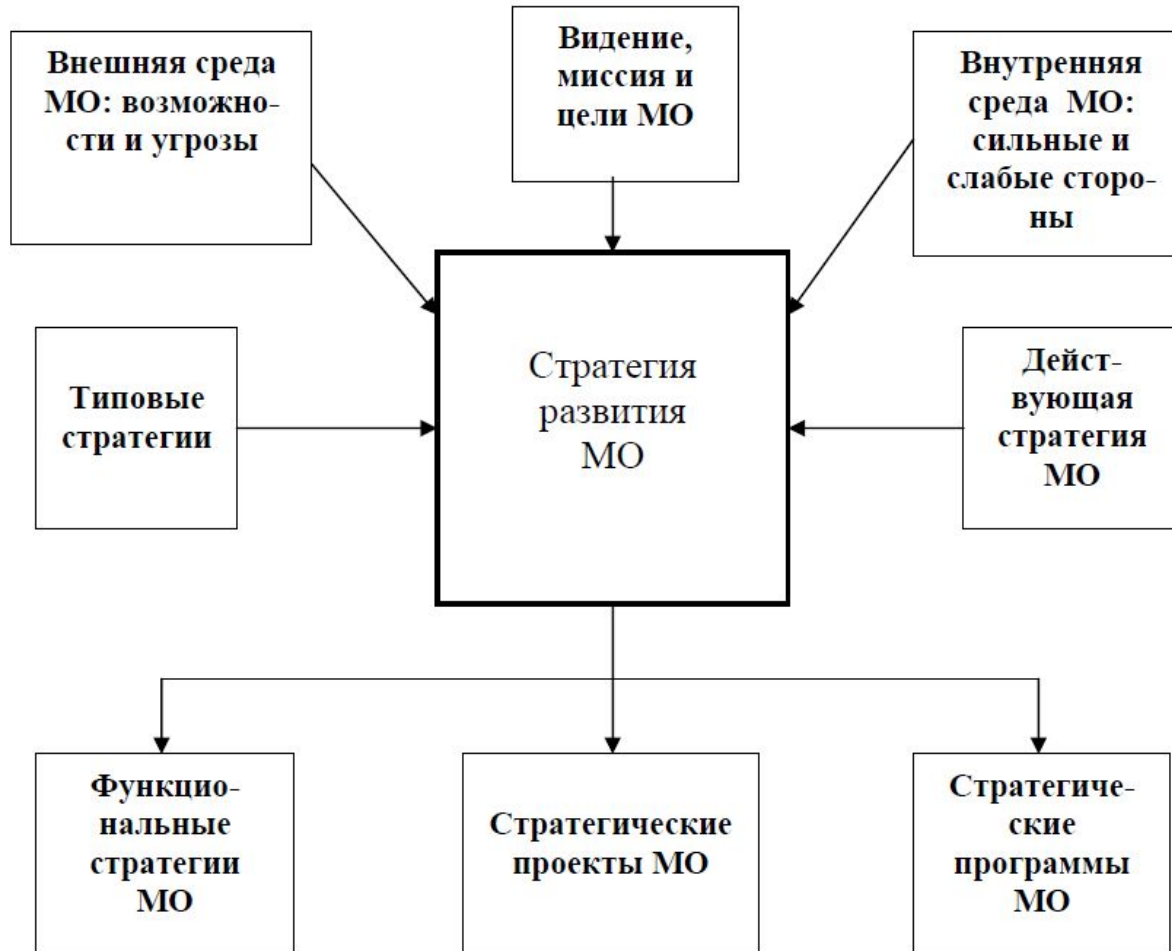 Внешняя среда
МО: возможно-
сти и угрозы
Видение,
миссия и
цели МО
Внутренняя
среда МО:
сильные и
слабые сторо-
ны
Типовые
стратегии
Стратегия
развития
МО
Дейст-
вующая
стратегия
МО
Функцио-
нальные
стратегии
МО
Стратегические
проекты МО
Стратегиче-
ские
программы
МО